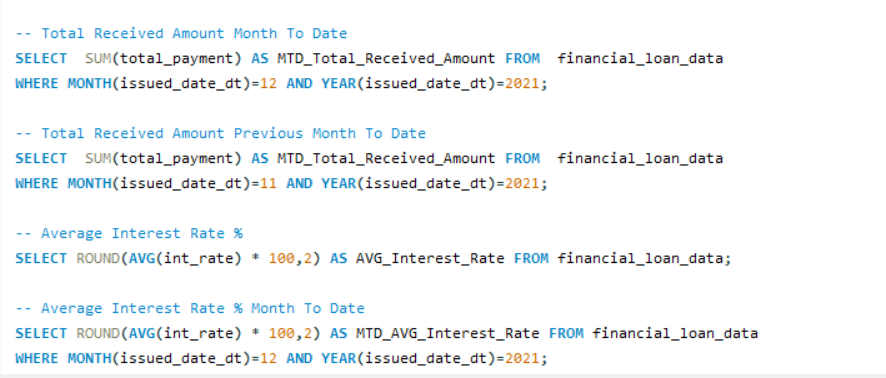 -- Total Received Amount Month To Date
SELECT  SUM(total_payment) AS MTD_Total_Received_Amount FROM  financial_loan_data
WHERE MONTH(issued_date_dt)=12 AND YEAR(issued_date_dt)=2021;
-- Total Received Amount Previous Month To Date
SELECT  SUM(total_payment) AS MTD_Total_Received_Amount FROM  financial_loan_data
WHERE MONTH(issued_date_dt)=11 AND YEAR(issued_date_dt)=2021;
-- Average Interest Rate %
SELECT ROUND(AVG(int_rate) * 100,2) AS AVG_Interest_Rate FROM financial_loan_data;
-- Average Interest Rate % Month To Date
SELECT ROUND(AVG(int_rate) * 100,2) AS MTD_AVG_Interest_Rate FROM financial_loan_data
WHERE MONTH(issued_date_dt)=12 AND YEAR(issued_date_dt)=2021;